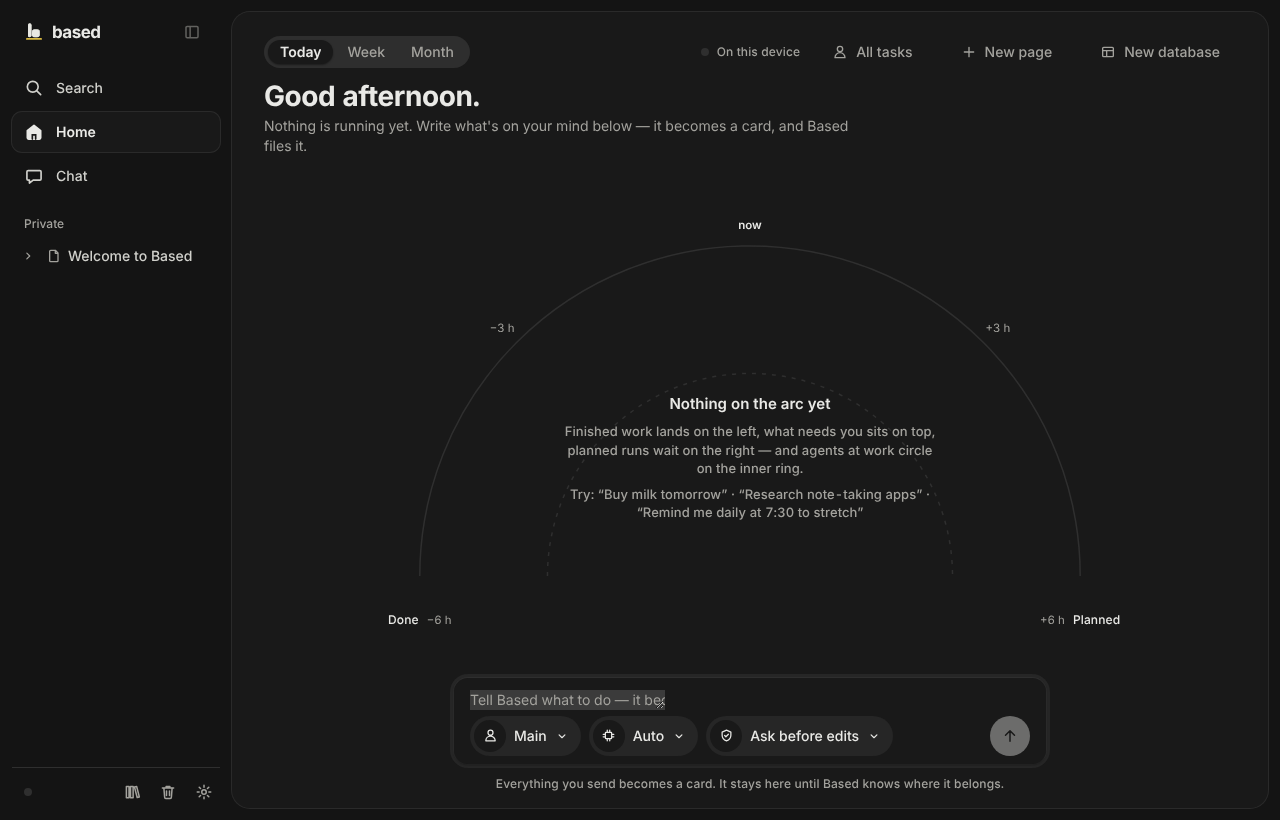 based
Search
Home
Chat
Private
Welcome to Based
Today Week Month
On this device All tasks New page New database
Good afternoon.
Nothing is running yet. Write what's on your mind below — it becomes a card, and Based
files it.
now
−3 h
+3 h
Nothing on the arc yet
Finished work lands on the left, what needs you sits on top,
planned runs wait on the right — and agents at work circle
on the inner ring.
Try: “Buy milk tomorrow” · “Research note-taking apps” ·
“Remind me daily at 7:30 to stretch”
Done −6 h
+6 h Planned
Tell Based what to do — it
Main Auto Ask before edits
Everything you send becomes a card. It stays here until Based knows where it belongs.